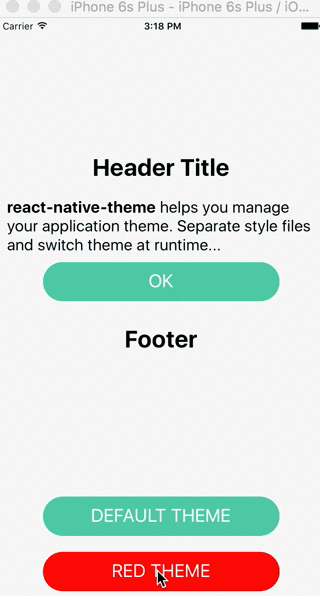 iPhone 6s Plus - iPhone 6s Plus / iO...
Carrier 3:18 PM
Header Title
react-native-theme helps you manage
your application theme. Separate style files
and switch theme at runtime...
OK
Footer
DEFAULT THEME
RED THEME